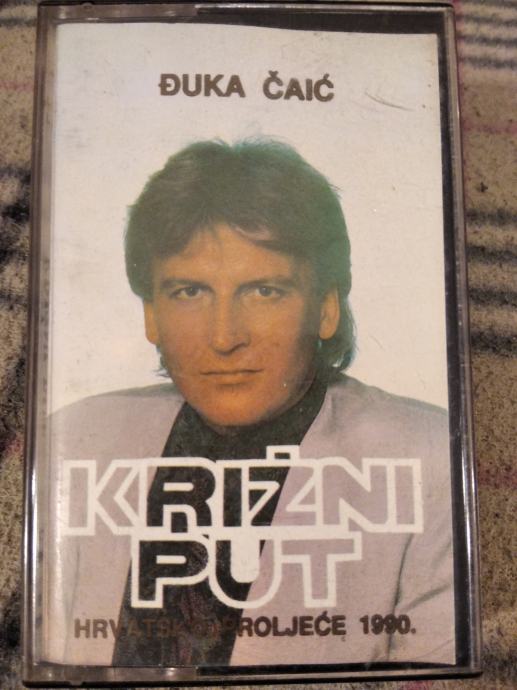 ĐUKA ČAIĆ
KRIŽNI
PUT
HRVATSKO PROLJEĆE 1990.